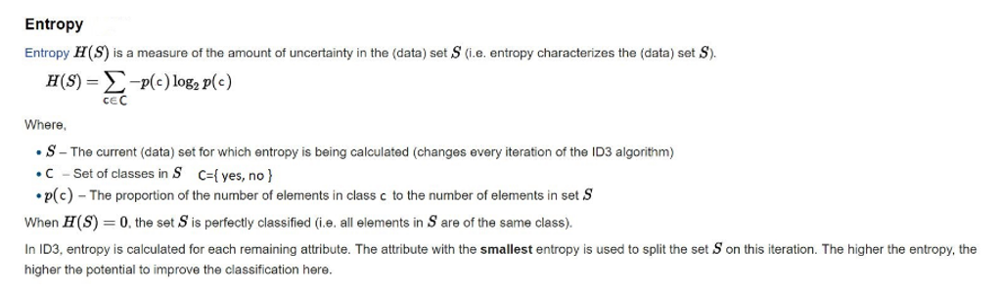 Entropy
Entropy H(S) is a measure of the amount of uncertainty in the (data) set S (i.e. entropy characterizes the (data) set S).
H(S) = ∑ −p(c) log₂ p(c)
c∈C
Where,
• S – The current (data) set for which entropy is being calculated (changes every iteration of the ID3 algorithm)
• C – Set of classes in S C={ yes, no }
• p(c) – The proportion of the number of elements in class c to the number of elements in set S
When H(S) = 0, the set S is perfectly classified (i.e. all elements in S are of the same class).
In ID3, entropy is calculated for each remaining attribute. The attribute with the smallest entropy is used to split the set S on this iteration. The higher the entropy, the
higher the potential to improve the classification here.